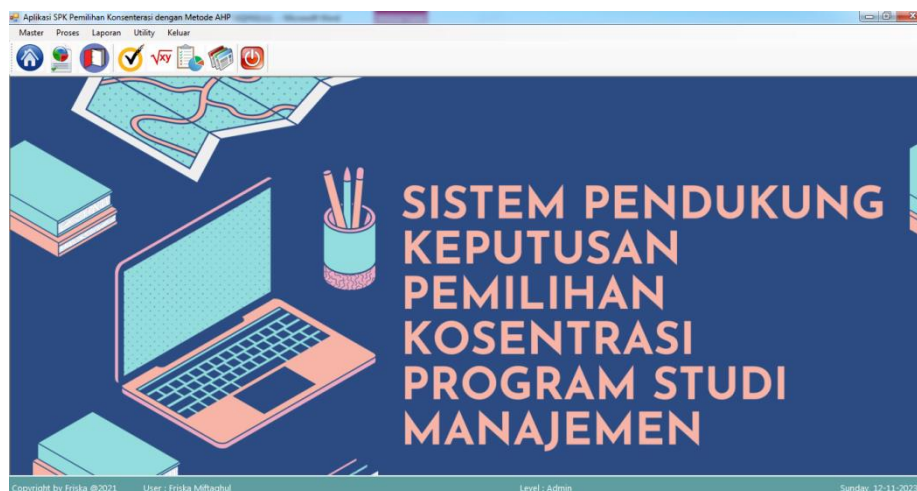 Aplikasi SPK Pemilihan Konsenterasi dengan Metode AHP
Master Proses Laporan Utility Keluar
√xy
SISTEM PENDUKUNG
KEPUTUSAN
PEMILIHAN
KOSENTRASI
PROGRAM STUDI
MANAJEMEN
Copyright by Friska @2021 User : Friska Miftaghul Level : Admin Sunday 12-11-202